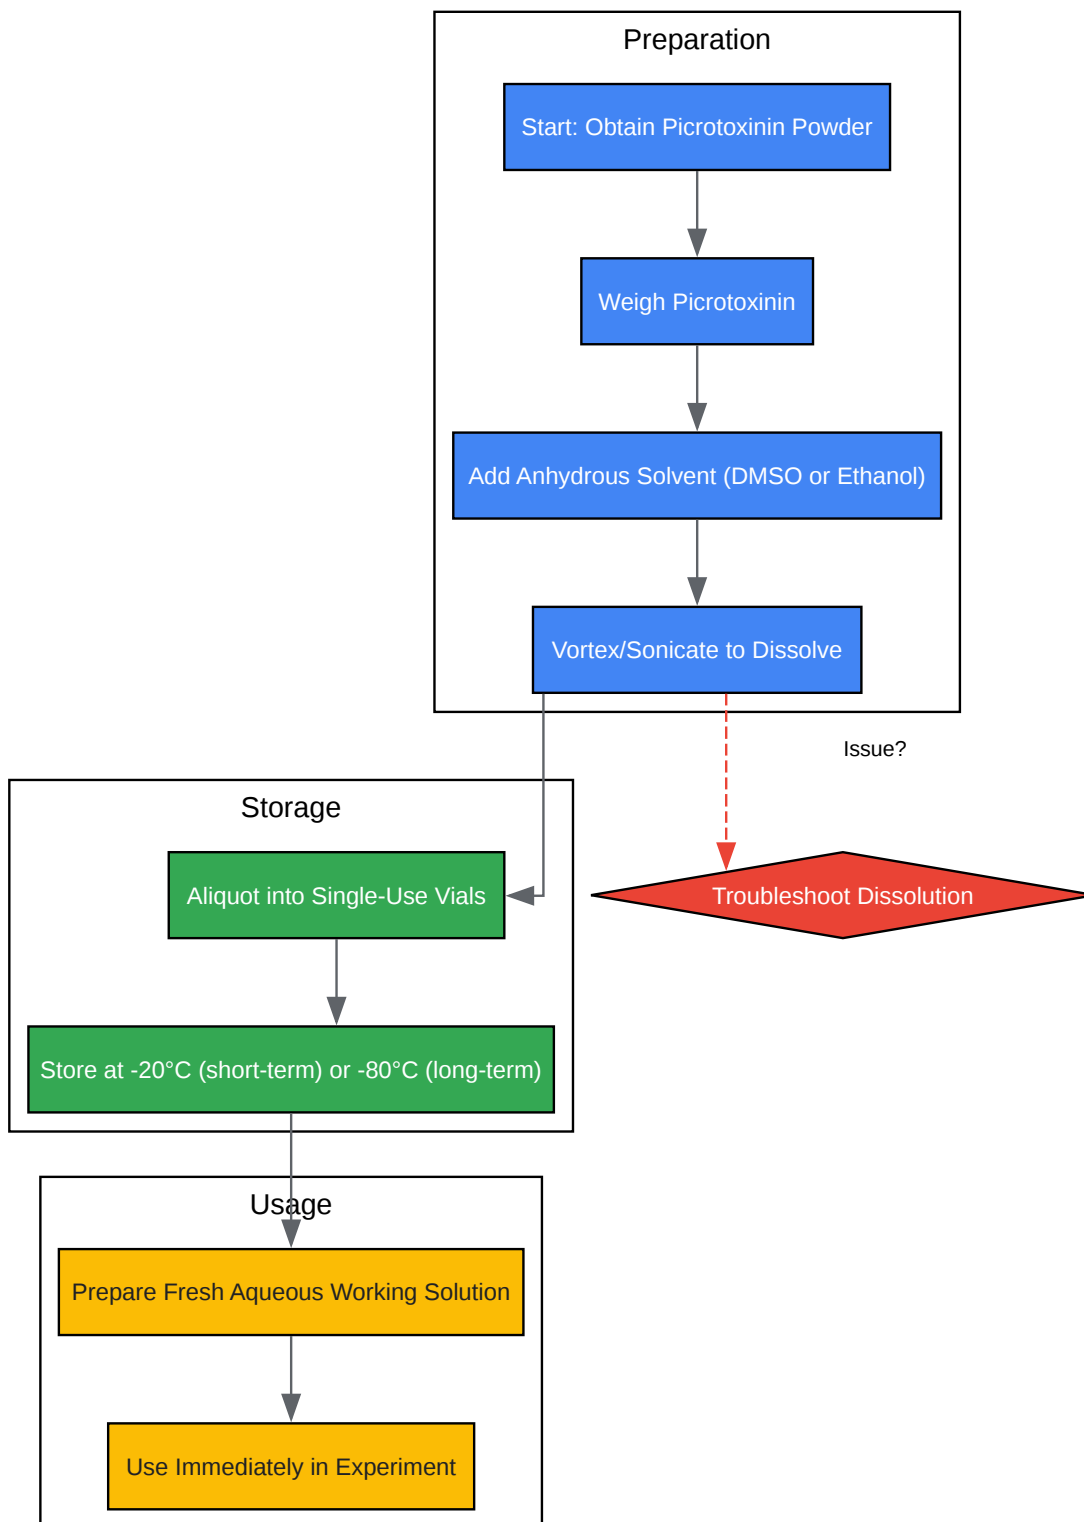 Preparation
Start: Obtain Picrotoxinin Powder
Weigh Picrotoxinin
Add Anhydrous Solvent (DMSO or Ethanol)
Vortex/Sonicate to Dissolve
Issue?
Storage
Aliquot into Single-Use Vials
Troubleshoot Dissolution
Store at -20°C (short-term) or -80°C (long-term)
Usage
Prepare Fresh Aqueous Working Solution
Use Immediately in Experiment